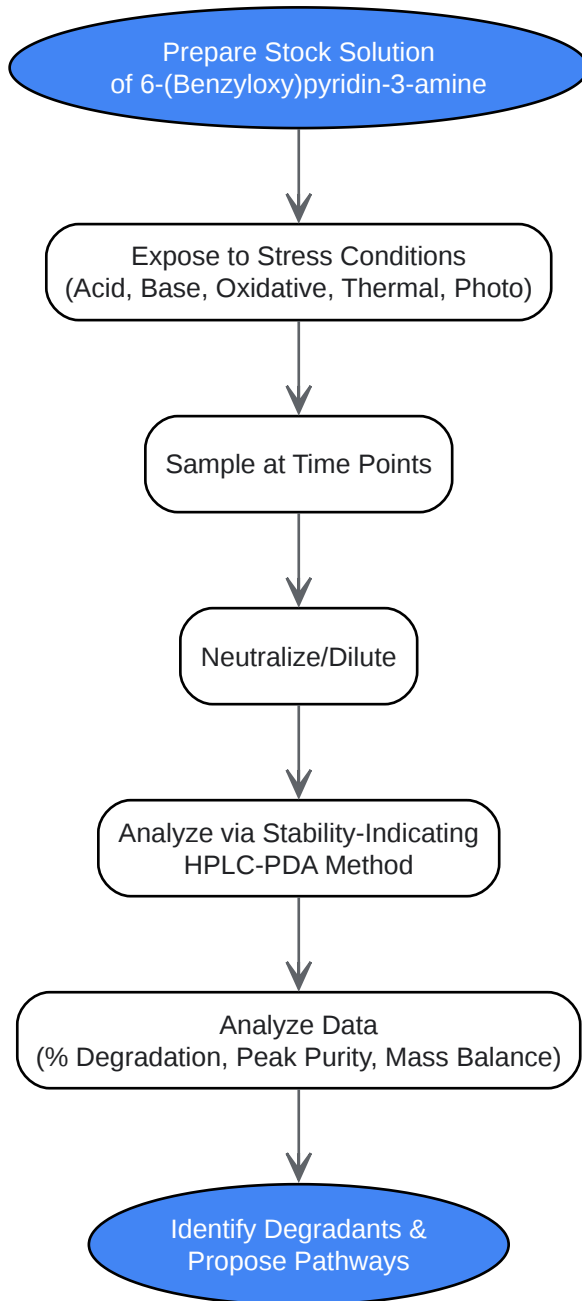 Prepare Stock Solution
of 6-(Benzyloxy)pyridin-3-amine
Expose to Stress Conditions
(Acid, Base, Oxidative, Thermal, Photo)
Sample at Time Points
Neutralize/Dilute
Analyze via Stability-Indicating
HPLC-PDA Method
Analyze Data
(% Degradation, Peak Purity, Mass Balance)
Identify Degradants &
Propose Pathways